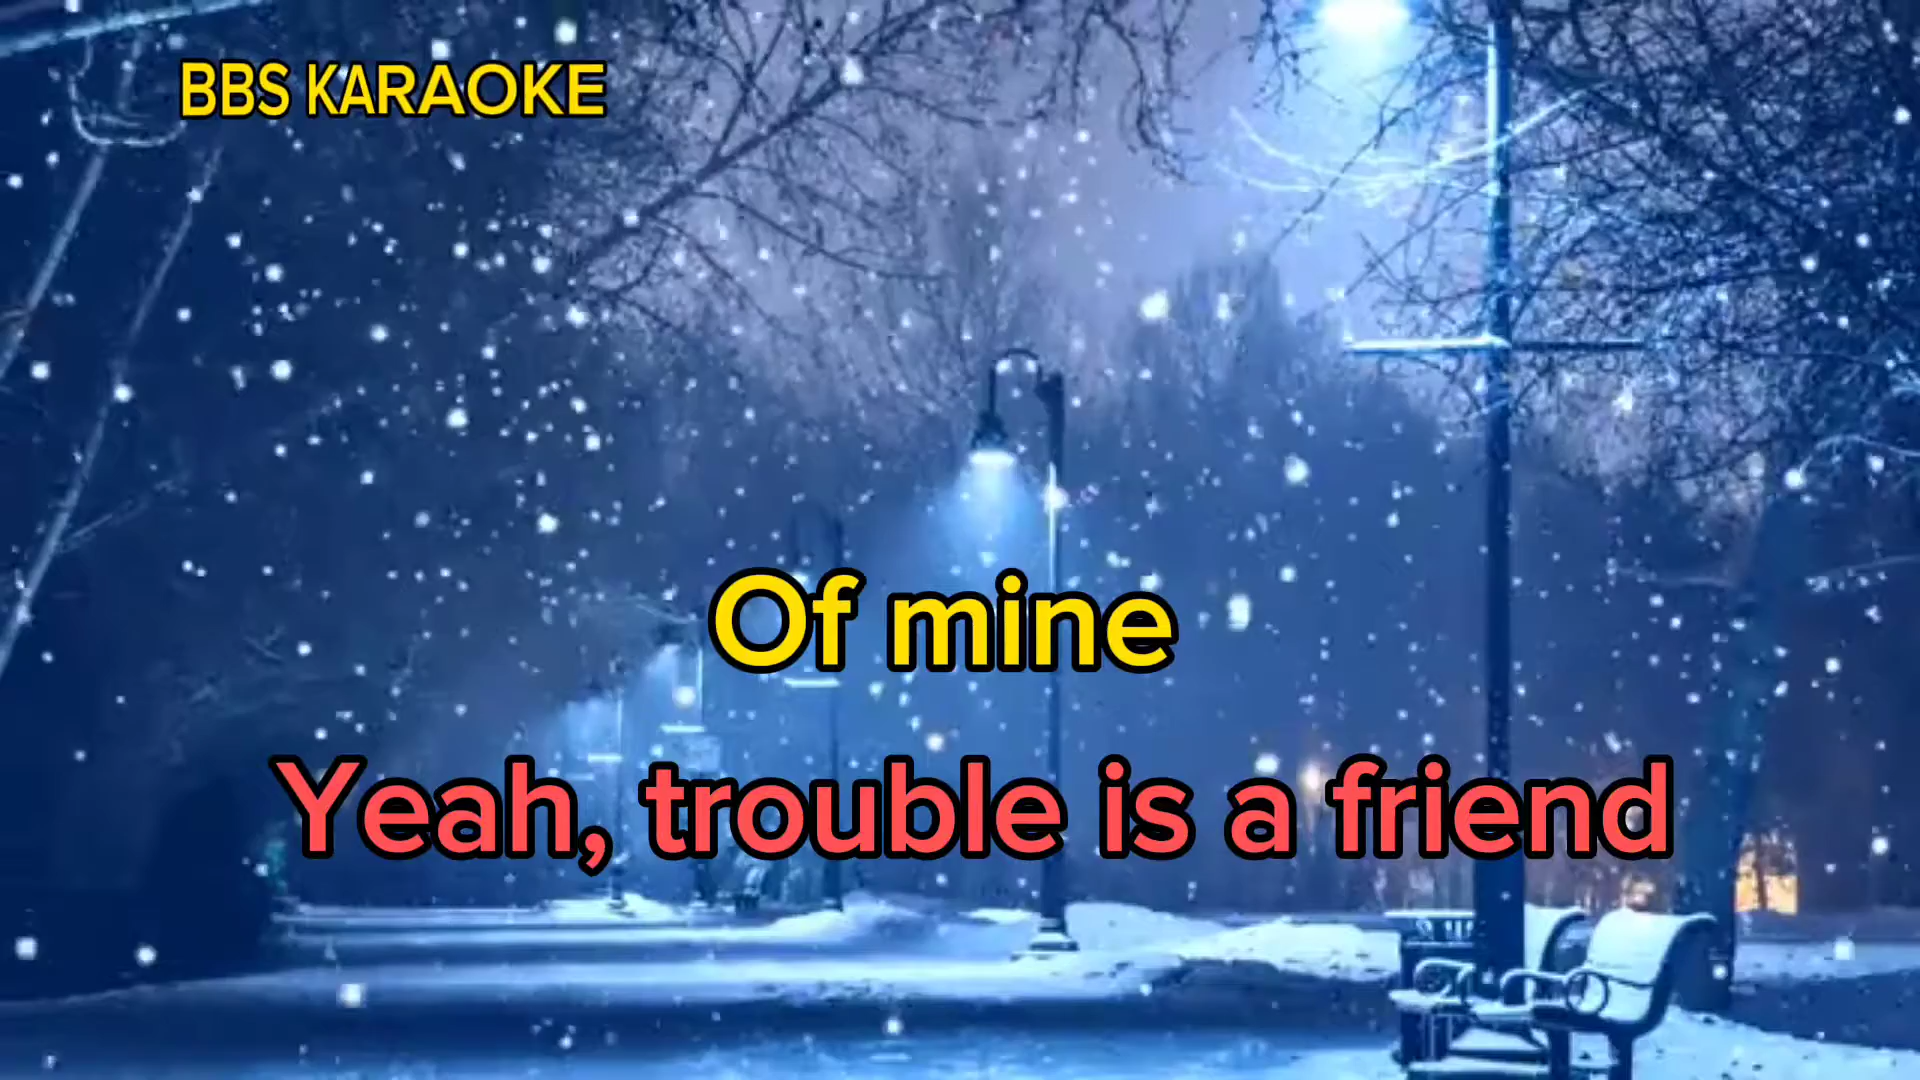 BBS KARAOKE
Of mine
Yeah, trouble is a friend